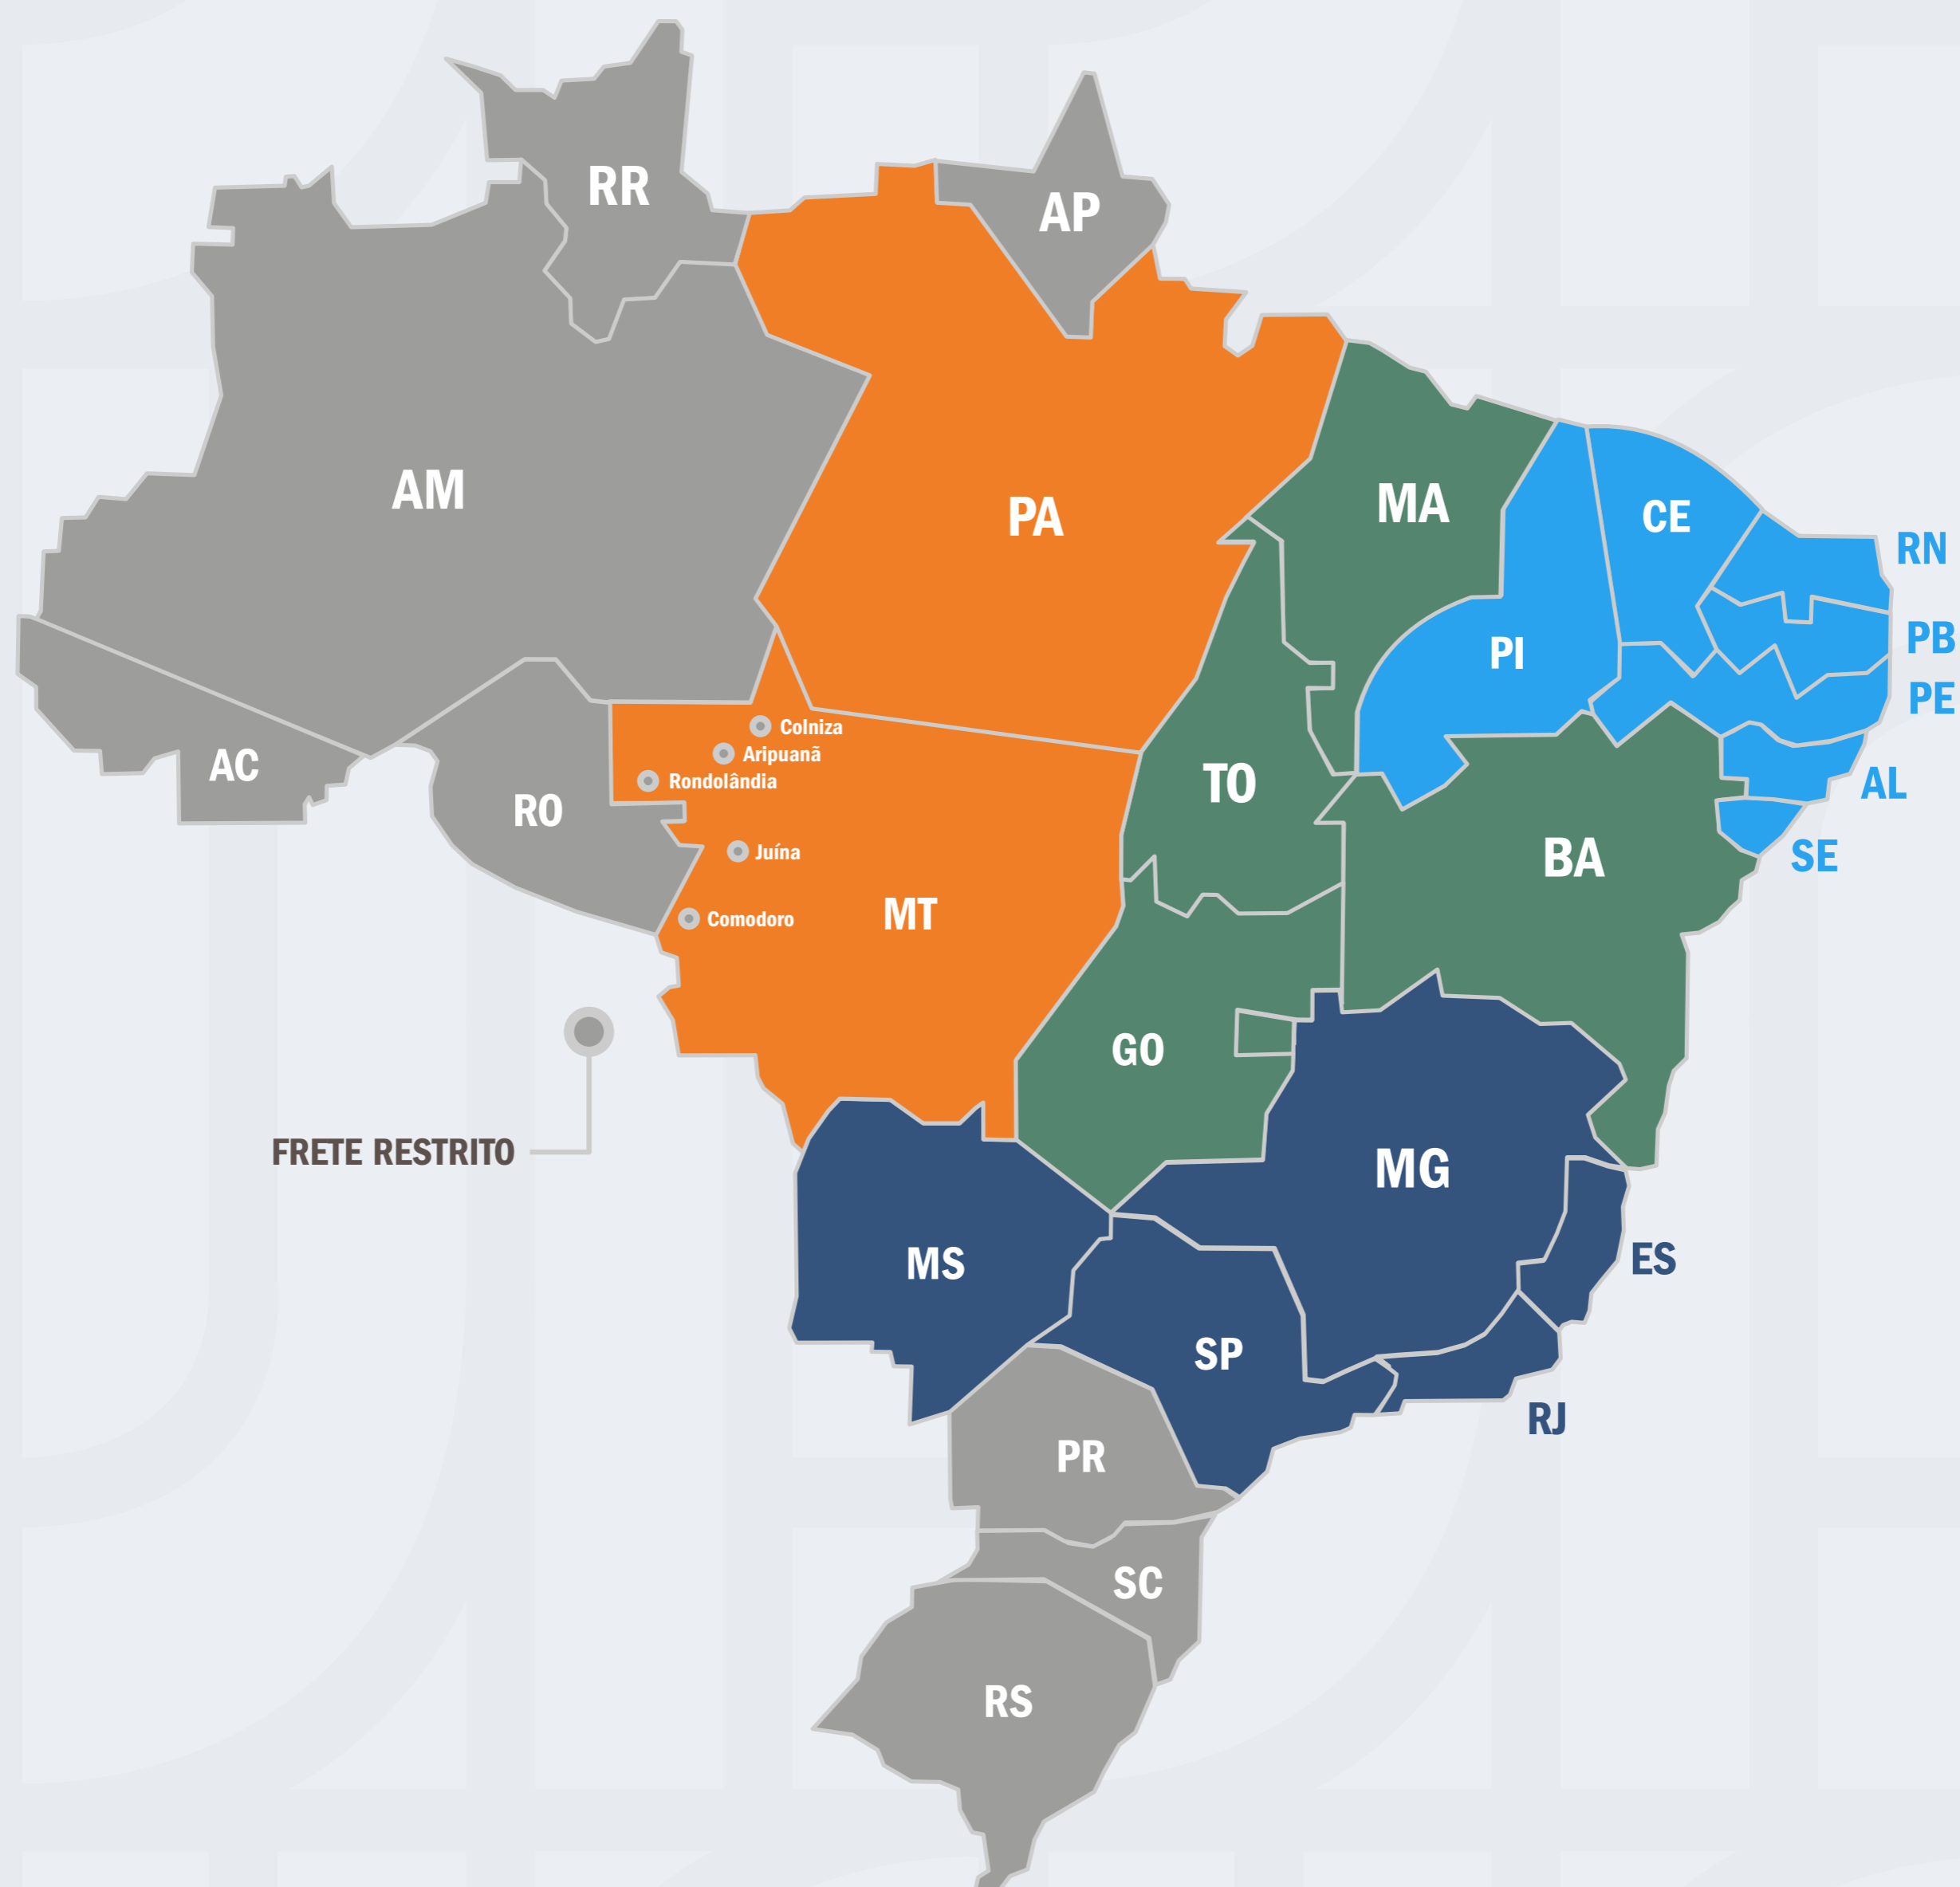 RR
AP
AM
PA
MA
CE
RN
PB
PI
PE
Colniza
Aripuanã
Rondolândia
AC
RO
TO
AL
Juína
BA
SE
MT
Comodoro
GO
FRETE RESTRITO
MG
MS
ES
SP
RJ
PR
SC
RS